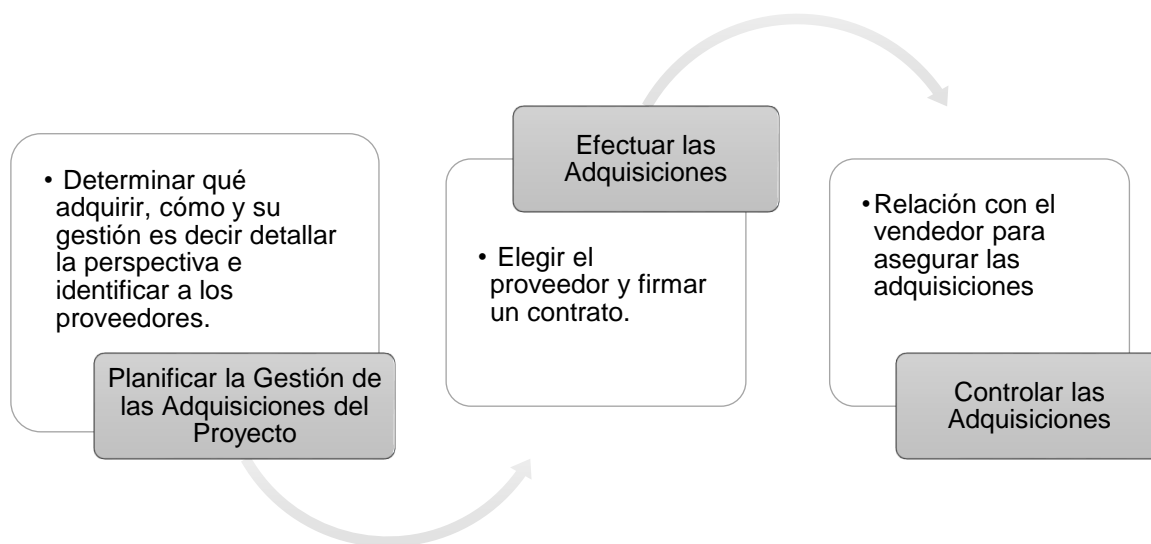 • Determinar qué
adquirir, cómo y su
gestión es decir detallar
la perspectiva e
identificar a los
proveedores.
Planificar la Gestión de
las Adquisiciones del
Proyecto
Efectuar las
Adquisiciones
• Elegir el
proveedor y firmar
un contrato.
•Relación con el
vendedor para
asegurar las
adquisiciones
Controlar las
Adquisiciones